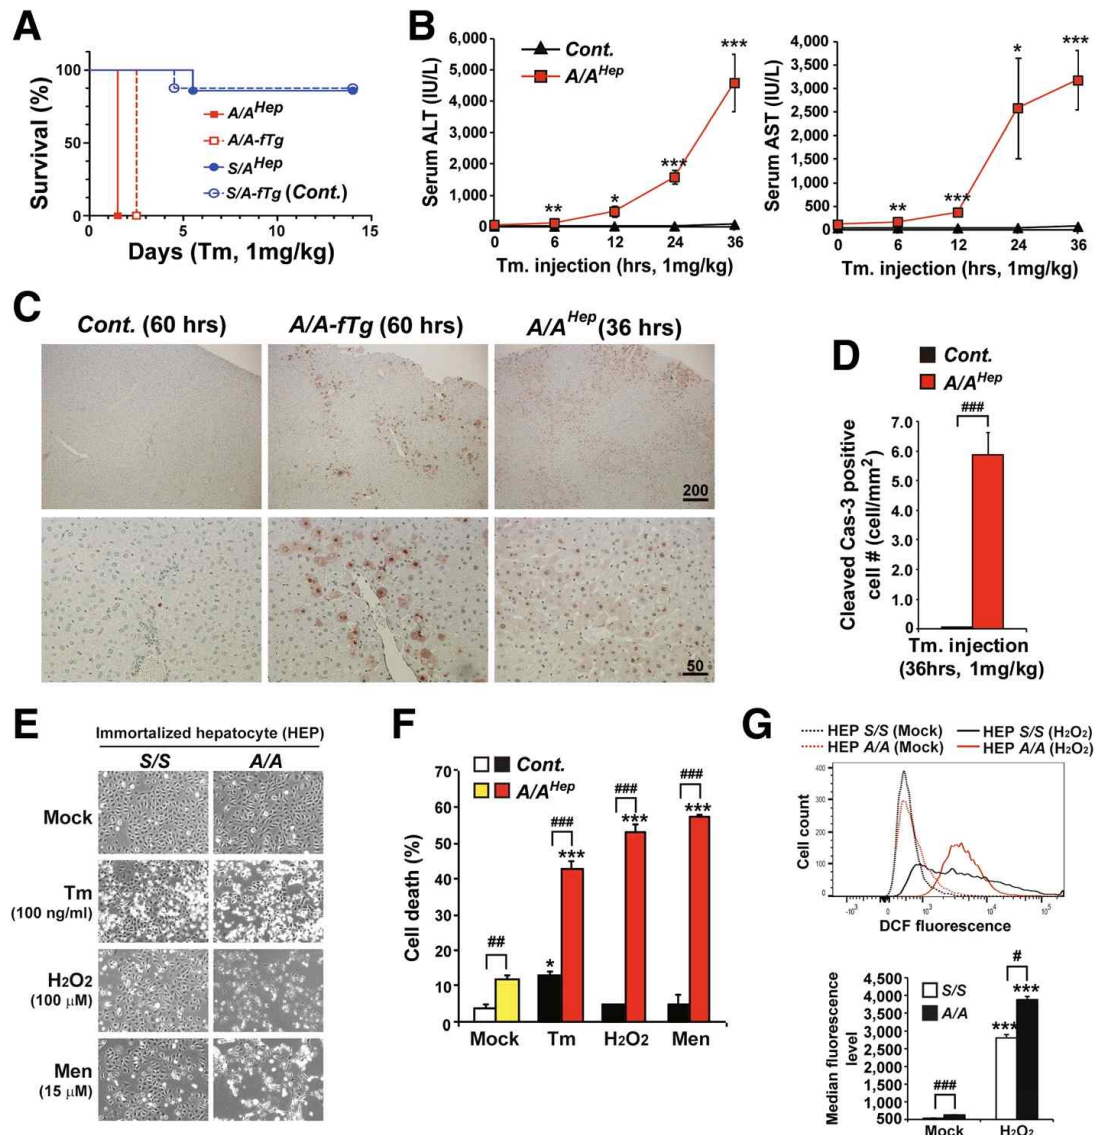 A
Survival (%)
100
50
0
0 5 10 15
Days (Tm, 1mg/kg)
A/A^Hep
A/A-fTg
S/A^Hep
S/A-fTg (Cont.)
B
Serum ALT (IU/L)
6,000
5,000
4,000
3,000
2,000
1,000
0
Cont.
A/A^Hep
** * *** ***
0 6 12 24 36
Tm. injection (hrs, 1mg/kg)
Serum AST (IU/L)
4,000
3,500
3,000
2,500
2,000
1,500
1,000
500
0
** *** * ***
0 6 12 24 36
Tm. injection (hrs, 1mg/kg)
C
Cont. (60 hrs) A/A-fTg (60 hrs) A/A^Hep (36 hrs)
200
50
D
Cont.
A/A^Hep
###
Cleaved Cas-3 positive
cell # (cell/mm²)
7.0
6.0
5.0
4.0
3.0
2.0
1.0
0
Tm. injection
(36hrs, 1mg/kg)
E
Immortalized hepatocyte (HEP)
S/S A/A
Mock
Tm
(100 ng/ml)
H₂O₂
(100 μM)
Men
(15 μM)
F
Cell death (%)
70
60
50
40
30
20
10
0
Cont.
A/A^Hep
##
###
* ***
###
***
###
***
Mock Tm H₂O₂ Men
G
HEP S/S (Mock) HEP S/S (H₂O₂)
HEP A/A (Mock) HEP A/A (H₂O₂)
Cell count
400
300
200
100
0
-10³ 0 10³ 10⁴ 10⁵
DCF fluorescence
Median fluorescence
level
4,500
4,000
3,500
3,000
2,500
2,000
1,500
1,000
500
S/S
A/A
###
#
*** ***
Mock H₂O₂